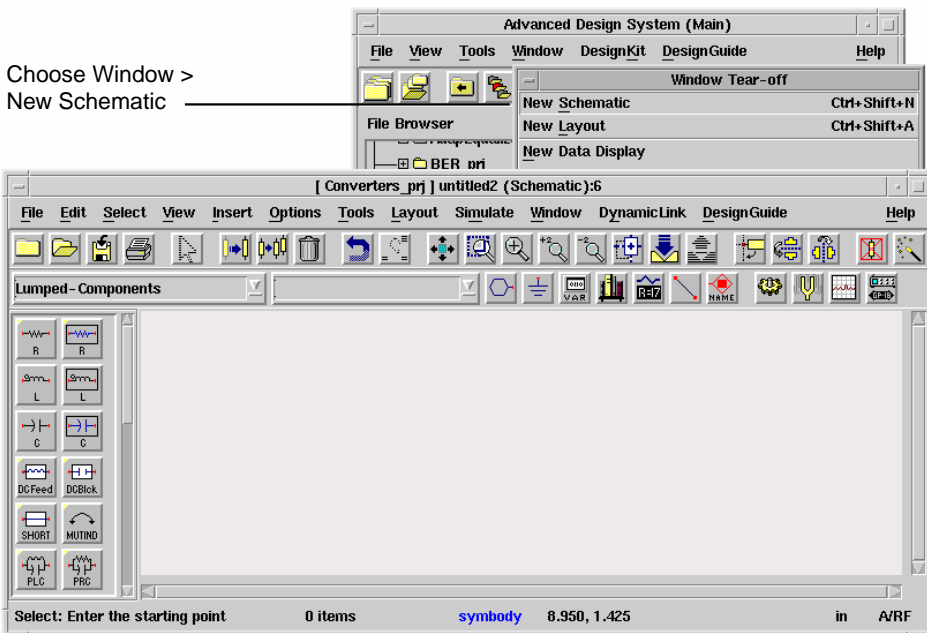 Advanced Design System (Main)
File View Tools Window DesignKit DesignGuide Help
Choose Window >
New Schematic
Window Tear-off
New Schematic Ctrl+Shift+N
New Layout Ctrl+Shift+A
New Data Display
File Browser
BER_prj
[ Converters_prj ] untitled2 (Schematic):6
File Edit Select View Insert Options Tools Layout Simulate Window DynamicLink DesignGuide Help
Lumped-Components
VAR
R=17
NAME
R R
L L
C C
DCFeed DCBlck
SHORT MUTIND
PLC PRC
Select: Enter the starting point 0 items symbody 8.950, 1.425 in A/RF